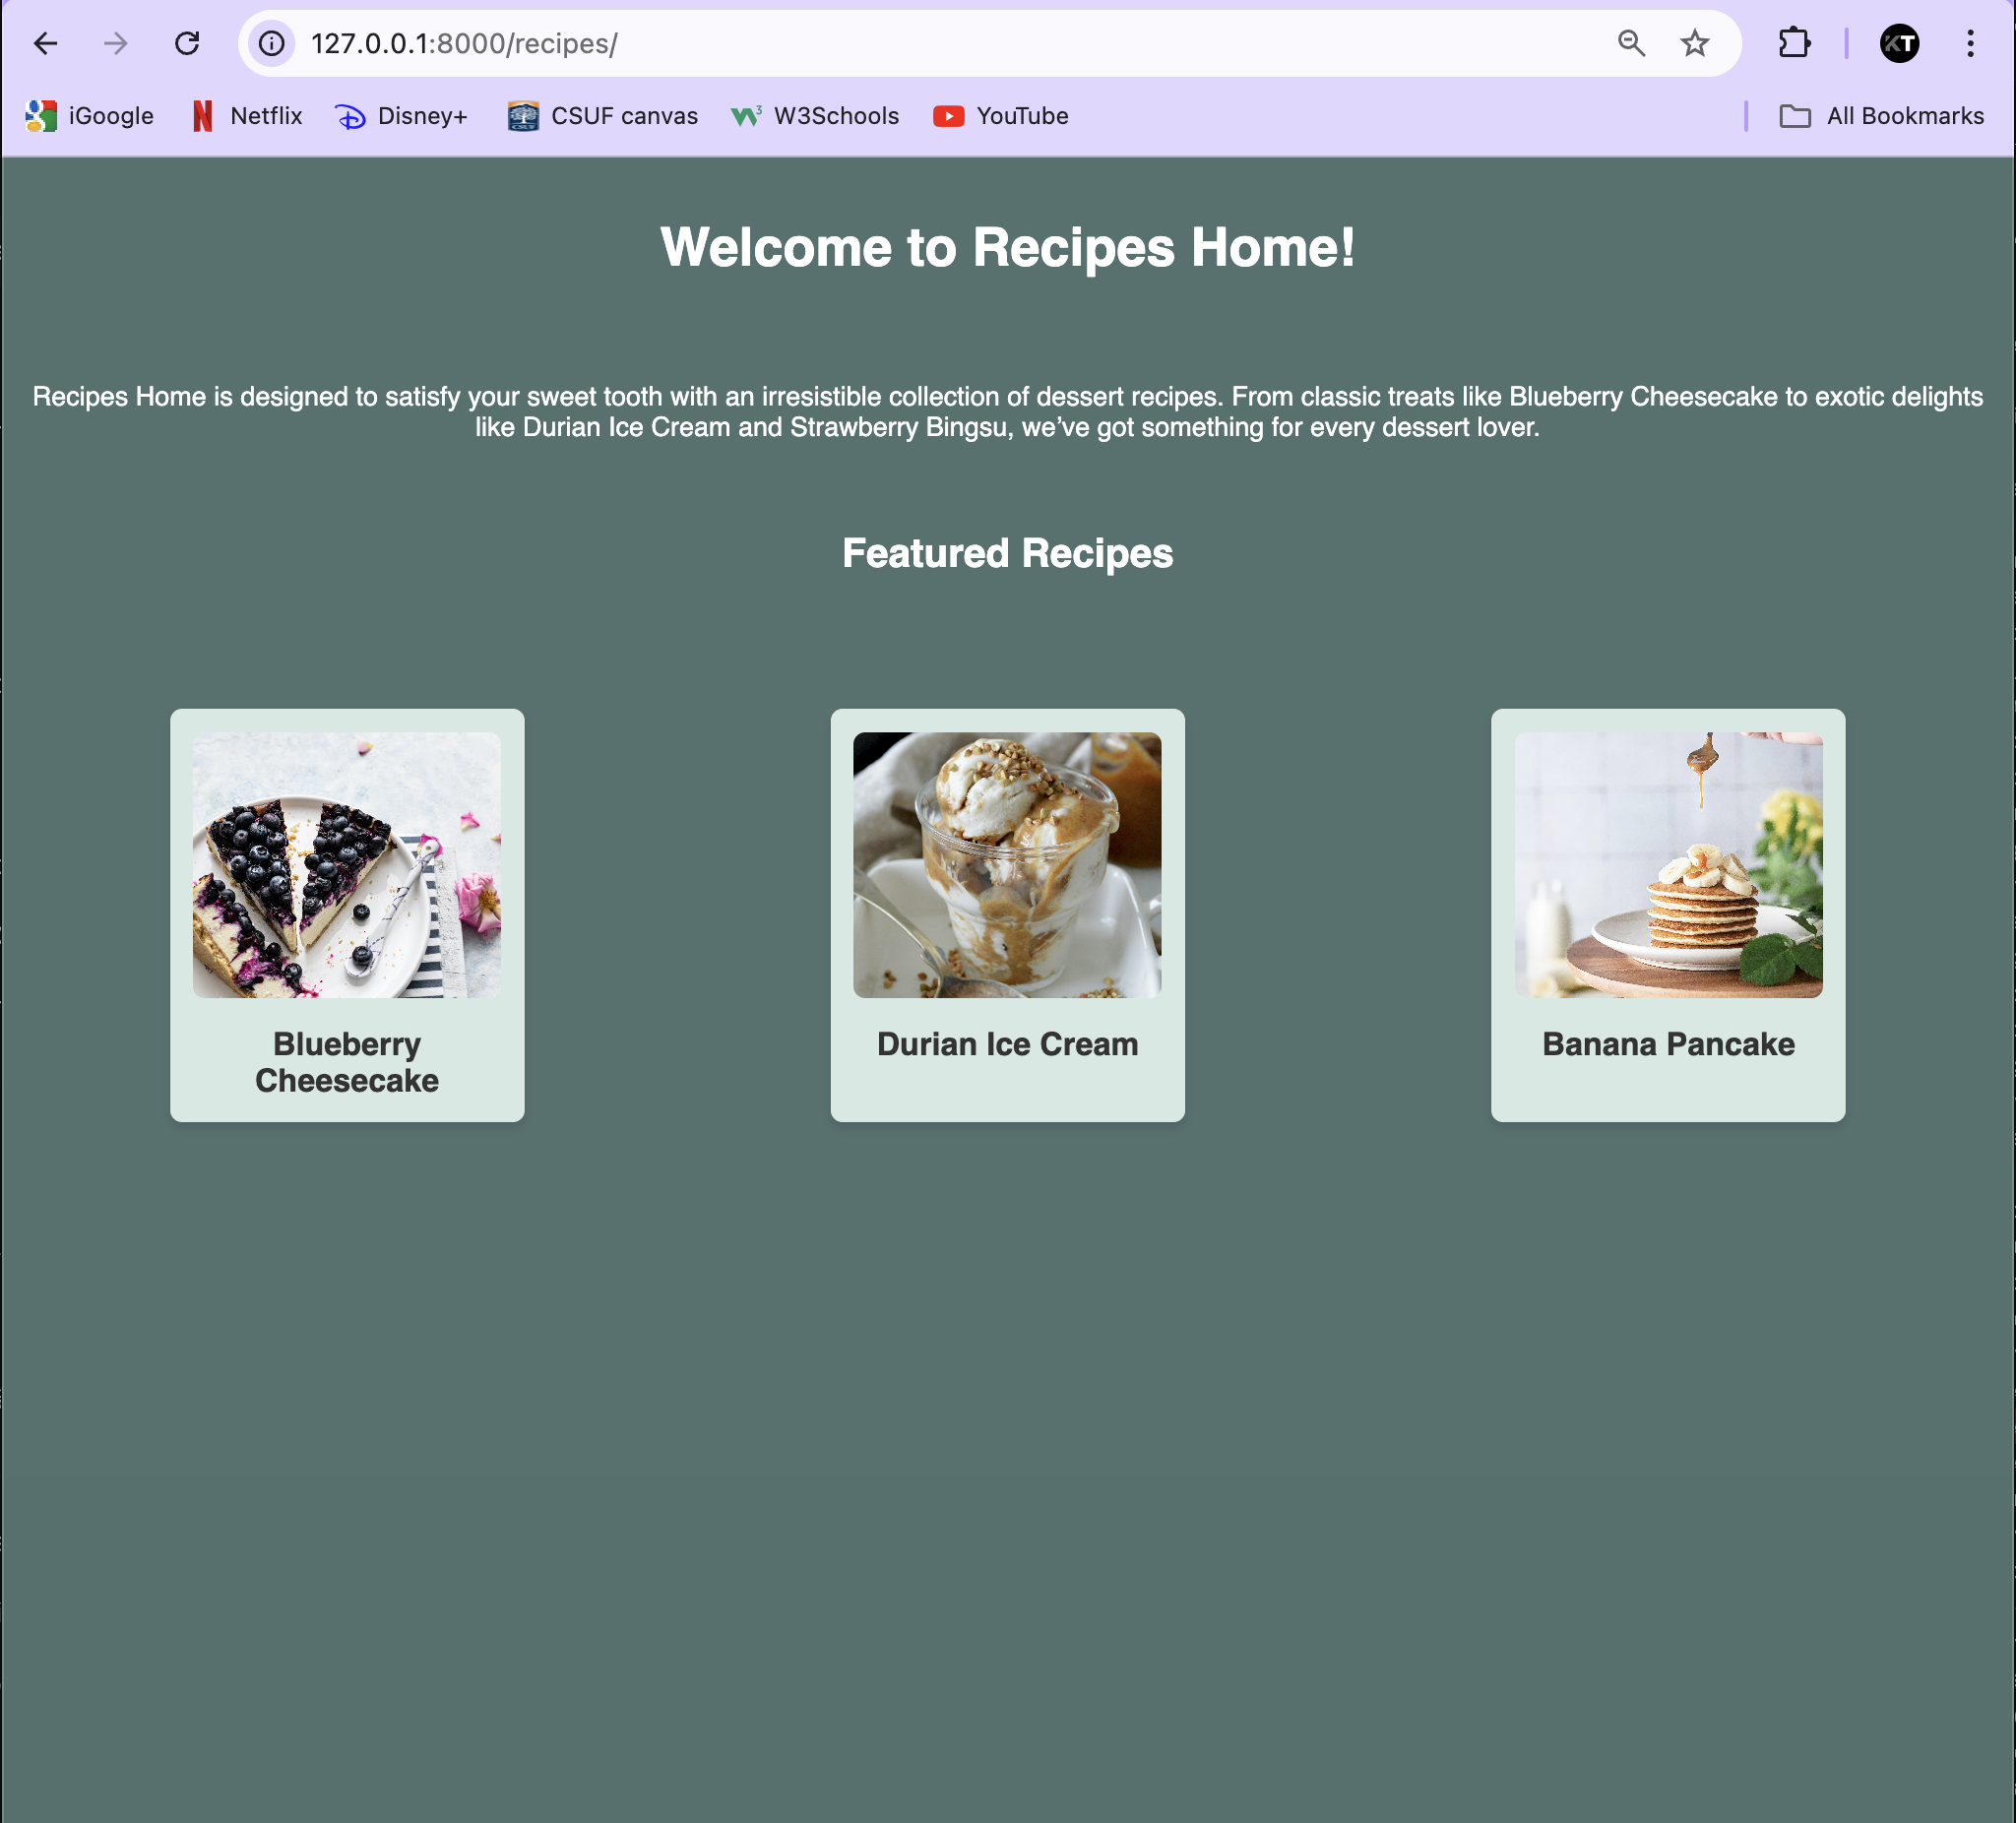 127.0.0.1:8000/recipes/
KT
iGoogle
Netflix
Disney+
CSUF canvas
W3Schools
YouTube
All Bookmarks
Welcome to Recipes Home!
Recipes Home is designed to satisfy your sweet tooth with an irresistible collection of dessert recipes. From classic treats like Blueberry Cheesecake to exotic delights
like Durian Ice Cream and Strawberry Bingsu, we’ve got something for every dessert lover.
Featured Recipes
Blueberry
Cheesecake
Durian Ice Cream
Banana Pancake